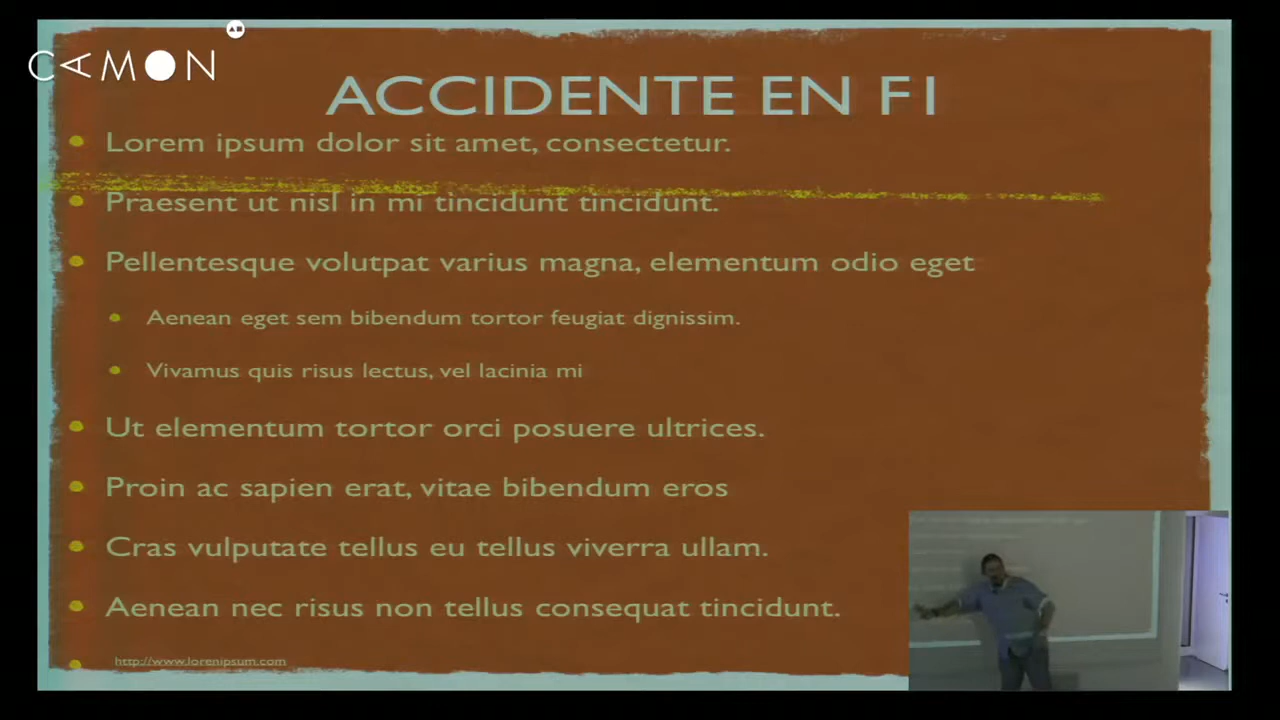 CAMON
ACCIDENTE EN F1
Lorem ipsum dolor sit amet, consectetur.
Praesent ut nisl in mi tincidunt tincidunt.
Pellentesque volutpat varius magna, elementum odio eget
Aenean eget sem bibendum tortor feugiat dignissim.
Vivamus quis risus lectus, vel lacinia mi
Ut elementum tortor orci posuere ultrices.
Proin ac sapien erat, vitae bibendum eros
Cras vulputate tellus eu tellus viverra ullam.
Aenean nec risus non tellus consequat tincidunt.
http://www.lorenipsum.com